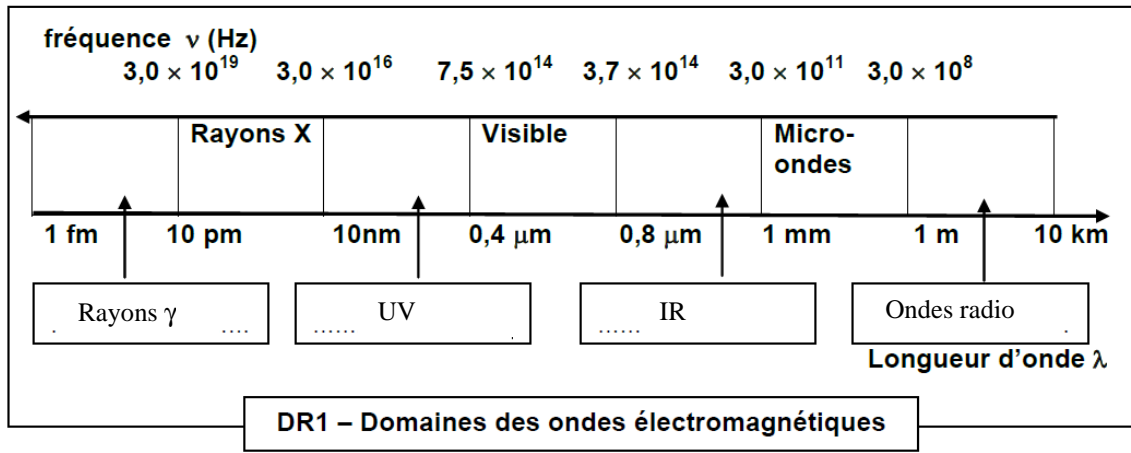 fréquence ν (Hz)
3,0 × 10¹⁹ 3,0 × 10¹⁶ 7,5 × 10¹⁴ 3,7 × 10¹⁴ 3,0 × 10¹¹ 3,0 × 10⁸
Rayons X Visible Micro-
ondes
1 fm 10 pm 10nm 0,4 μm 0,8 μm 1 mm 1 m 10 km
Rayons γ UV IR Ondes radio
. .... ...... . ...... .
Longueur d'onde λ
DR1 – Domaines des ondes électromagnétiques